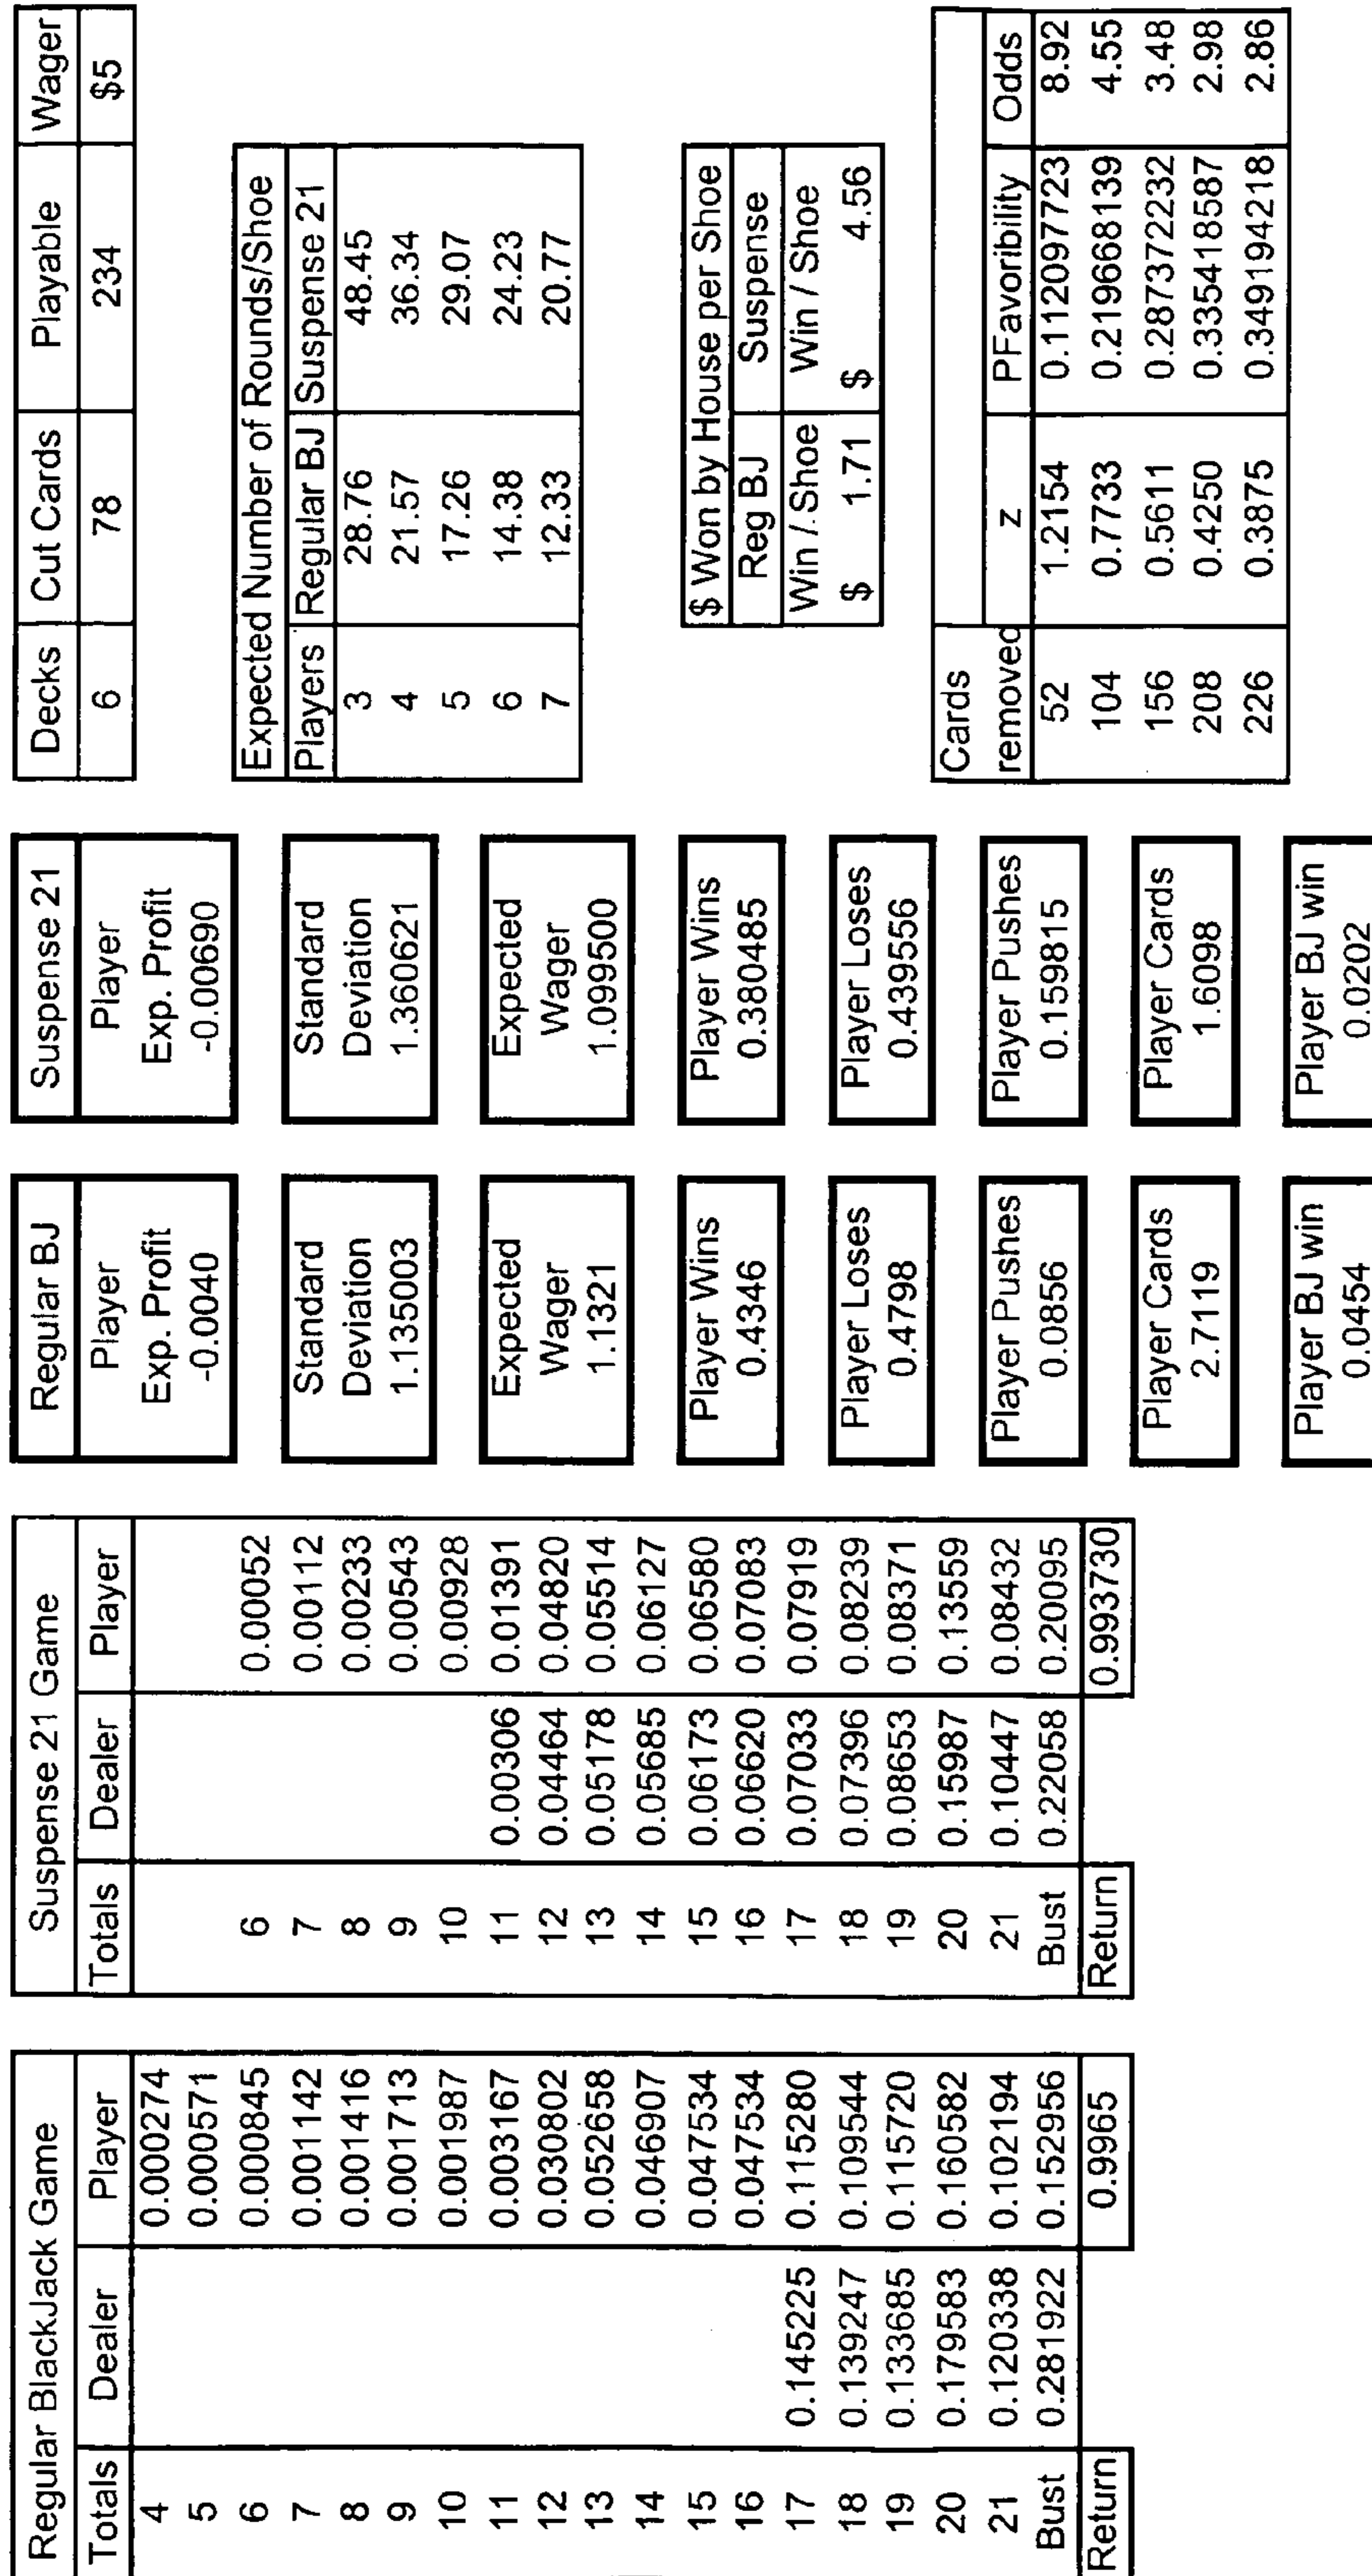 Regular BlackJack Game
Totals Dealer Player
4 0.000274
5 0.000571
6 0.000845
7 0.001142
8 0.001416
9 0.001713
10 0.001987
11 0.003167
12 0.030802
13 0.052658
14 0.046907
15 0.047534
16 0.047534
17 0.145225 0.115280
18 0.139247 0.109544
19 0.133685 0.115720
20 0.179583 0.160582
21 0.120338 0.102194
Bust 0.281922 0.152956
Return 0.9965
Suspense 21 Game
Totals Dealer Player
6 0.00052
7 0.00112
8 0.00233
9 0.00543
10 0.00928
11 0.00306 0.01391
12 0.04464 0.04820
13 0.05178 0.05514
14 0.05685 0.06127
15 0.06173 0.06580
16 0.06620 0.07083
17 0.07033 0.07919
18 0.07396 0.08239
19 0.08653 0.08371
20 0.15987 0.13559
21 0.10447 0.08432
Bust 0.22058 0.20095
Return 0.993730
Regular BJ
Player
Exp. Profit
-0.0040
Standard
Deviation
1.135003
Expected
Wager
1.1321
Player Wins
0.4346
Player Loses
0.4798
Player Pushes
0.0856
Player Cards
2.7119
Player BJ win
0.0454
Suspense 21
Player
Exp. Profit
-0.00690
Standard
Deviation
1.360621
Expected
Wager
1.099500
Player Wins
0.380485
Player Loses
0.439556
Player Pushes
0.159815
Player Cards
1.6098
Player BJ win
0.0202
Decks Cut Cards Playable Wager
6 78 234 $5
Expected Number of Rounds/Shoe
Players Regular BJ Suspense 21
3 28.76 48.45
4 21.57 36.34
5 17.26 29.07
6 14.38 24.23
7 12.33 20.77
$ Won by House per Shoe
Reg BJ Suspense
Win / Shoe Win / Shoe
$ 1.71 $ 4.56
Cards
removed z PFavoribility Odds
52 1.2154 0.112097723 8.92
104 0.7733 0.219668139 4.55
156 0.5611 0.287372232 3.48
208 0.4250 0.335418587 2.98
226 0.3875 0.349194218 2.86